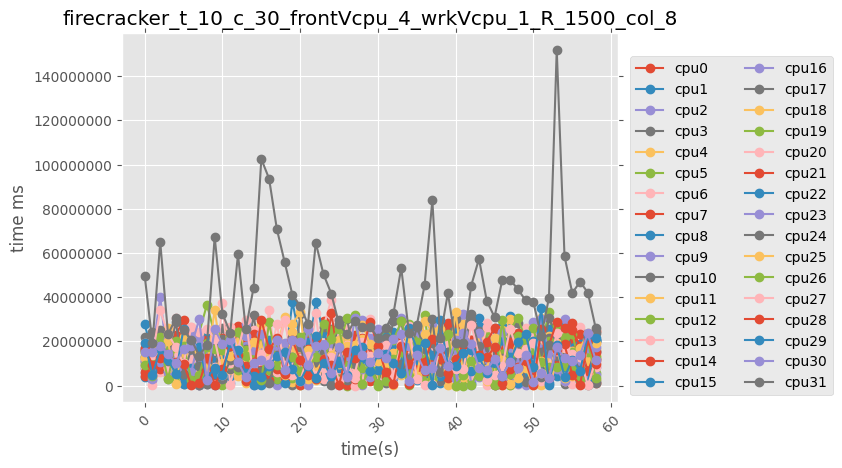 firecracker_t_10_c_30_frontVcpu_4_wrkVcpu_1_R_1500_col_8
140000000
120000000
100000000
80000000
60000000
40000000
20000000
0
time ms
0
10
20
30
40
50
60
time(s)
cpu0
cpu1
cpu2
cpu3
cpu4
cpu5
cpu6
cpu7
cpu8
cpu9
cpu10
cpu11
cpu12
cpu13
cpu14
cpu15
cpu16
cpu17
cpu18
cpu19
cpu20
cpu21
cpu22
cpu23
cpu24
cpu25
cpu26
cpu27
cpu28
cpu29
cpu30
cpu31